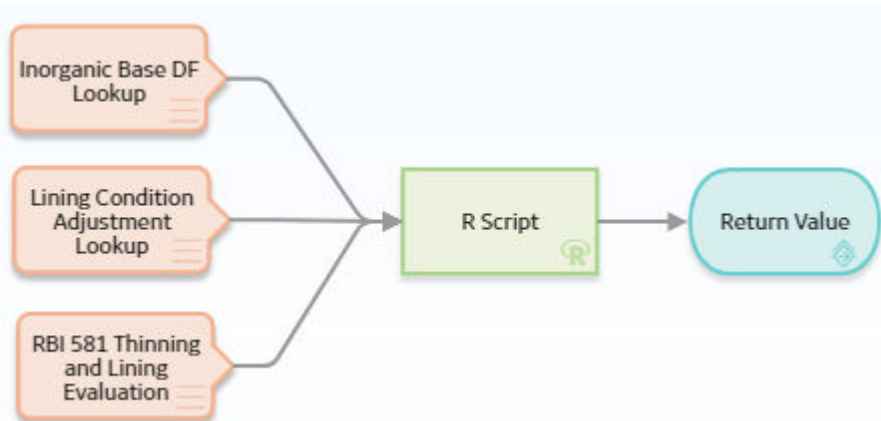 Inorganic Base DF
Lookup
Lining Condition
Adjustment
Lookup
RBI 581 Thinning
and Lining
Evaluation
R Script
R
Return Value